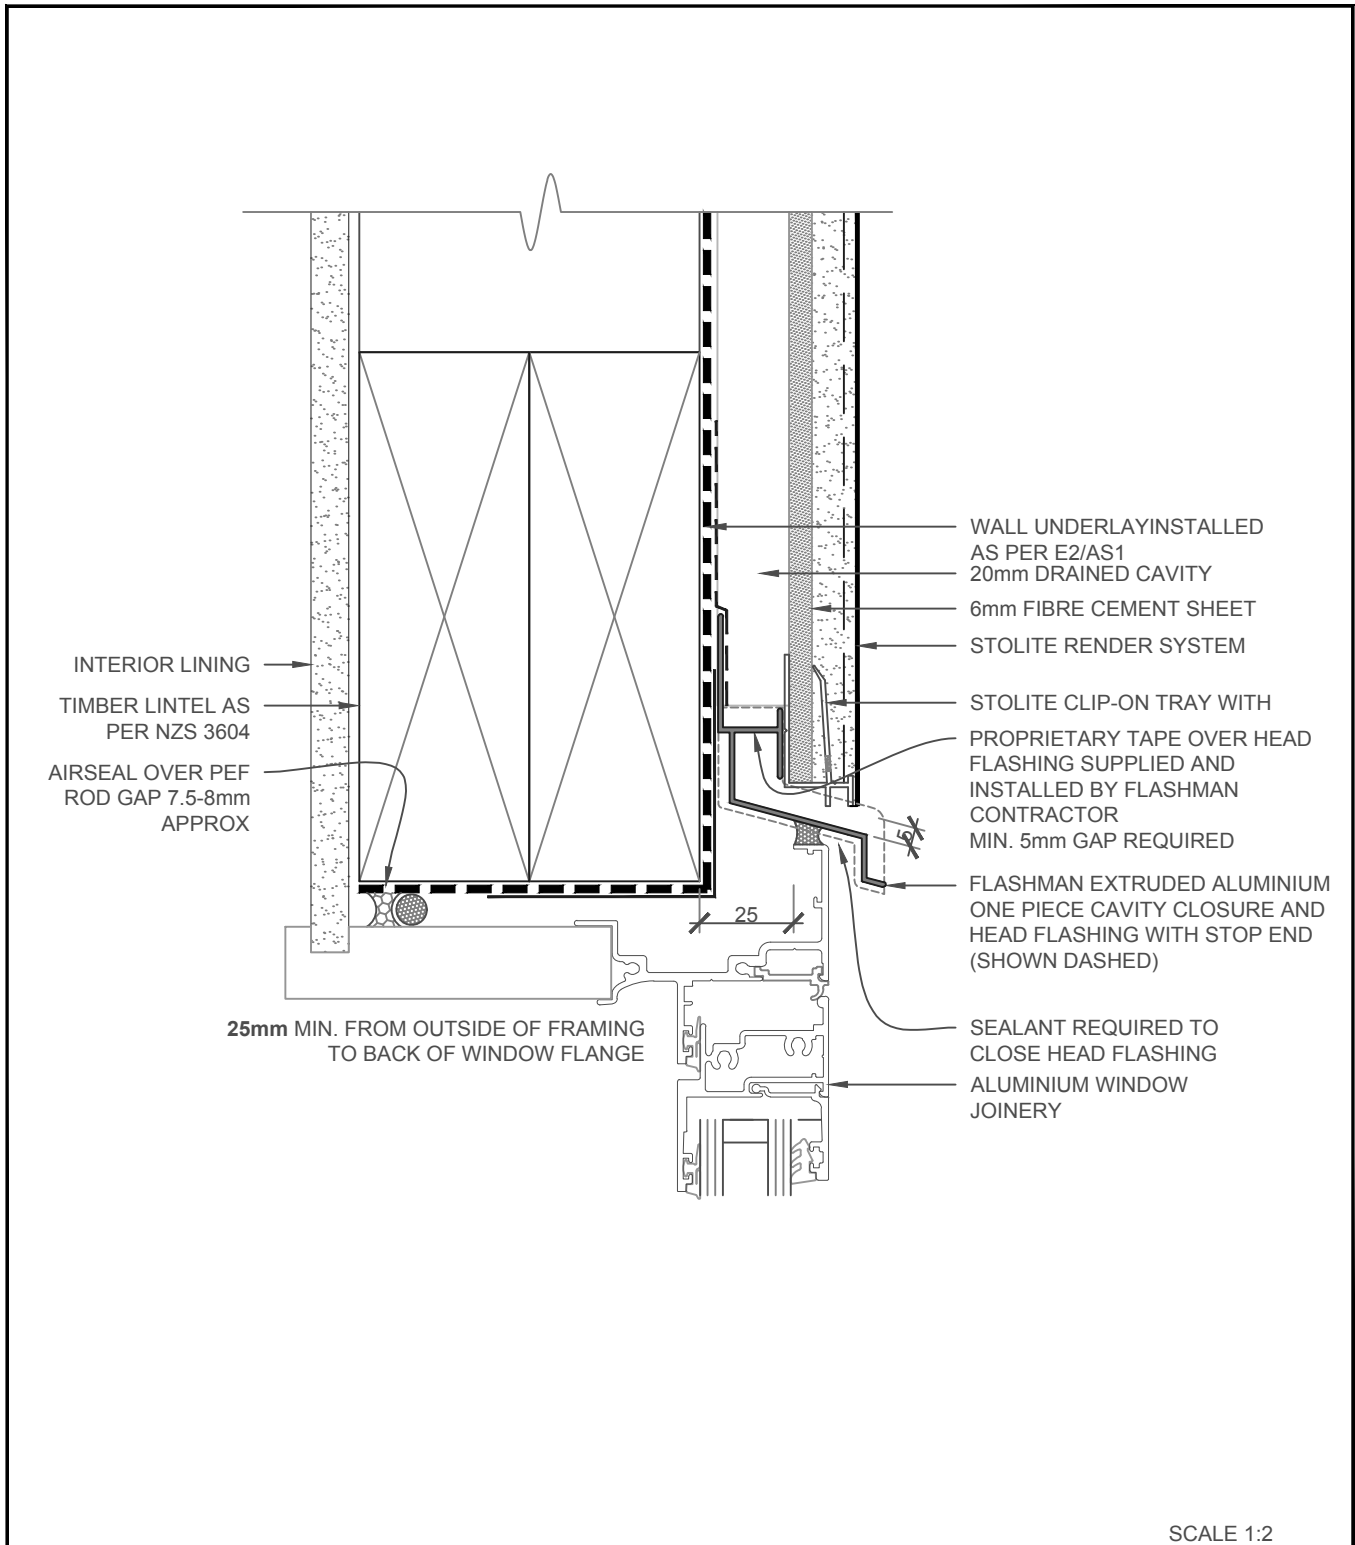 WALL UNDERLAYINSTALLED
AS PER E2/AS1
20mm DRAINED CAVITY
6mm FIBRE CEMENT SHEET
STOLITE RENDER SYSTEM
STOLITE CLIP-ON TRAY WITH
PROPRIETARY TAPE OVER HEAD
FLASHING SUPPLIED AND
INSTALLED BY FLASHMAN
CONTRACTOR
MIN. 5mm GAP REQUIRED
FLASHMAN EXTRUDED ALUMINIUM
ONE PIECE CAVITY CLOSURE AND
HEAD FLASHING WITH STOP END
(SHOWN DASHED)
SEALANT REQUIRED TO
CLOSE HEAD FLASHING
ALUMINIUM WINDOW
JOINERY
INTERIOR LINING
TIMBER LINTEL AS
PER NZS 3604
AIRSEAL OVER PEF
ROD GAP 7.5-8mm
APPROX
5
25
25mm MIN. FROM OUTSIDE OF FRAMING
TO BACK OF WINDOW FLANGE
SCALE 1:2